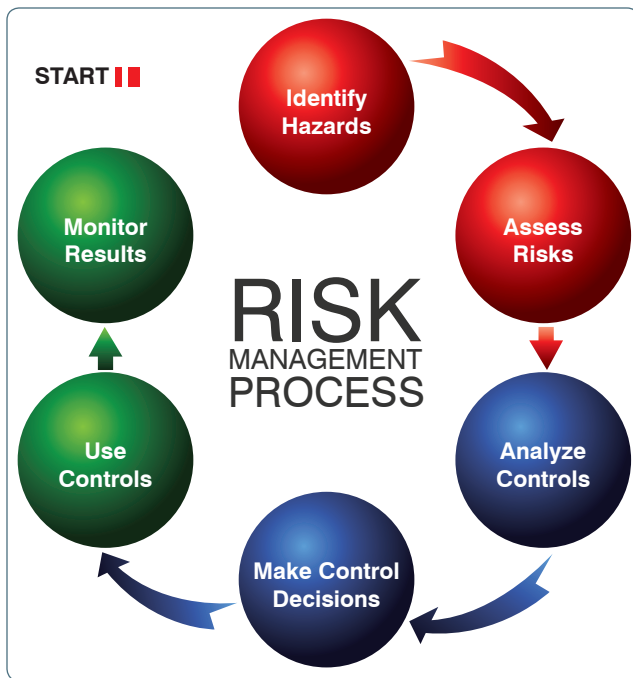 START
Identify
Hazards
Assess
Risks
Analyze
Controls
Make Control
Decisions
Use
Controls
Monitor
Results
RISK
MANAGEMENT
PROCESS